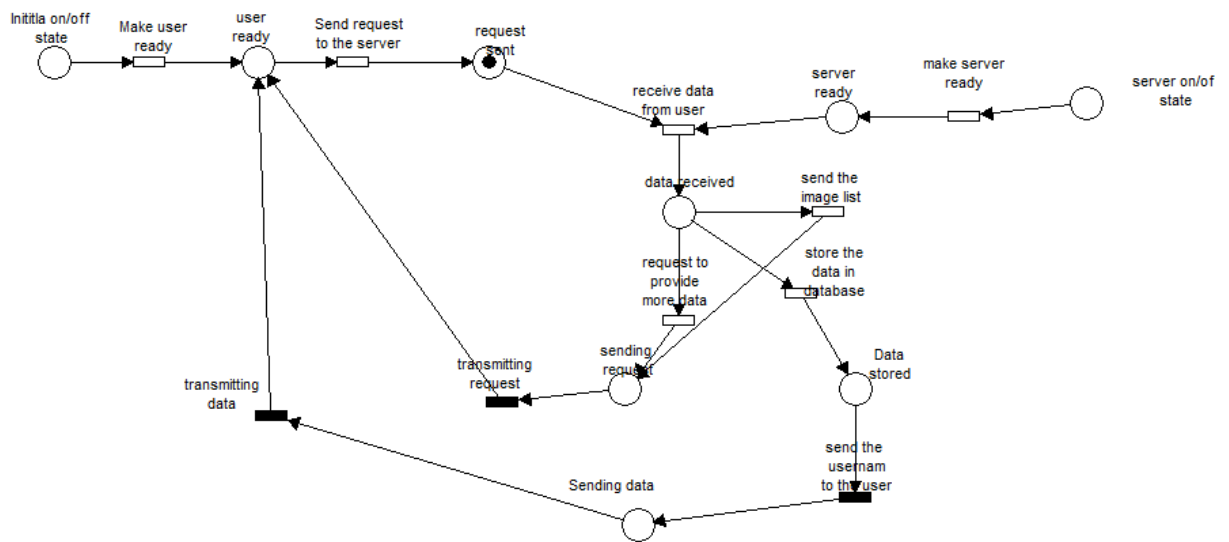 Inititla on/off
state
Make user
ready
user
ready
Send request
to the server
request
sent
receive data
from user
server
ready
make server
ready
server on/of
state
data received
send the
image list
request to
provide
more data
store the
data in
database
sending
request
transmitting
request
transmitting
data
Data
stored
send the
usernam
to the user
Sending data